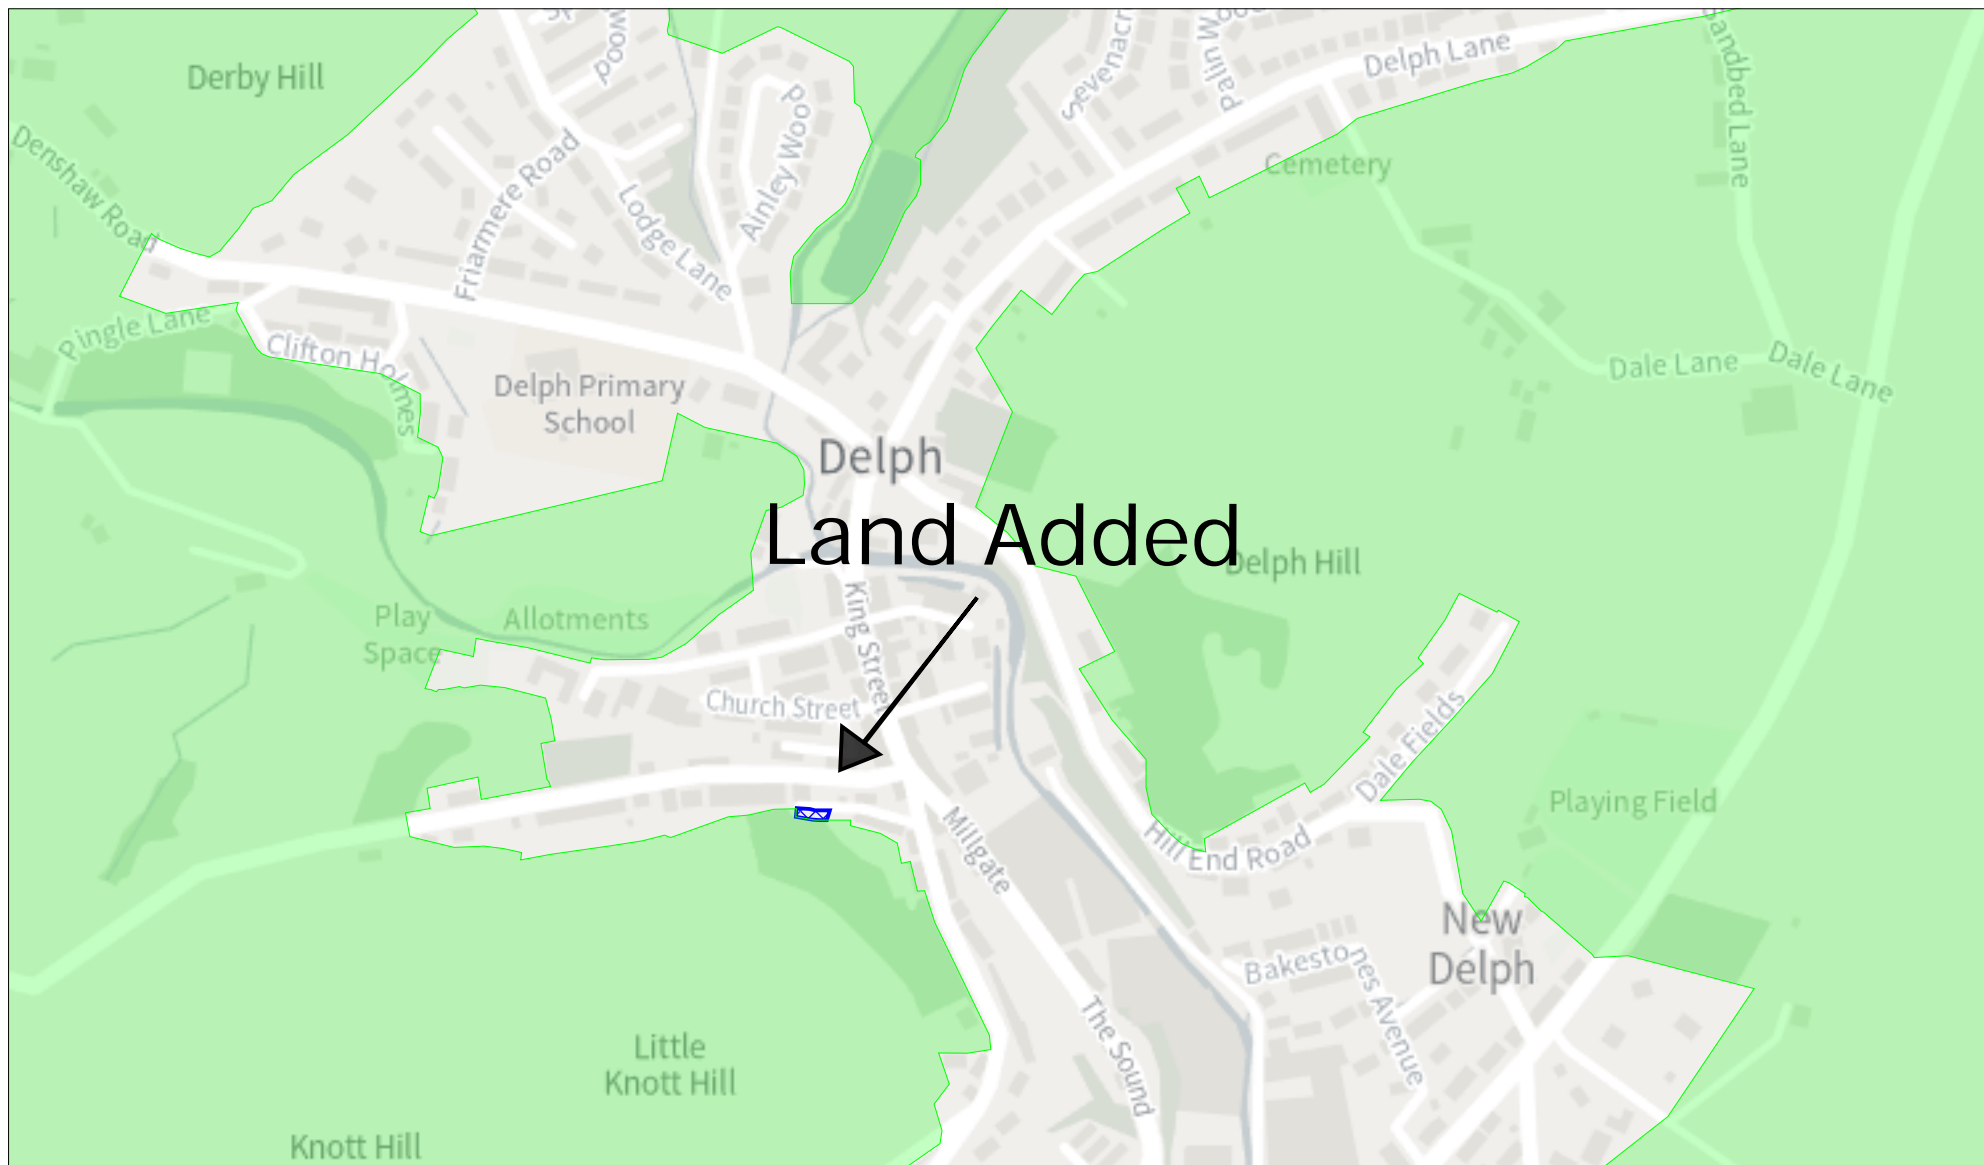 Derby Hill
Denshaw Road
wood
Sevenacr
Palin Woo
Delph Lane
Sandbed Lane
Ainley Wood
Friarmere Road
Lodge Lane
Cemetery
Pingle Lane
Clifton Holmes
Delph Primary
School
Dale Lane
Dale Lane
Delph
Land Added
Delph Hill
Play
Space
Allotments
King Street
Church Street
Dale Fields
Playing Field
Millgate
Hill End Road
New
Delph
Bakestones Avenue
The Sound
Little
Knott Hill
Knott Hill